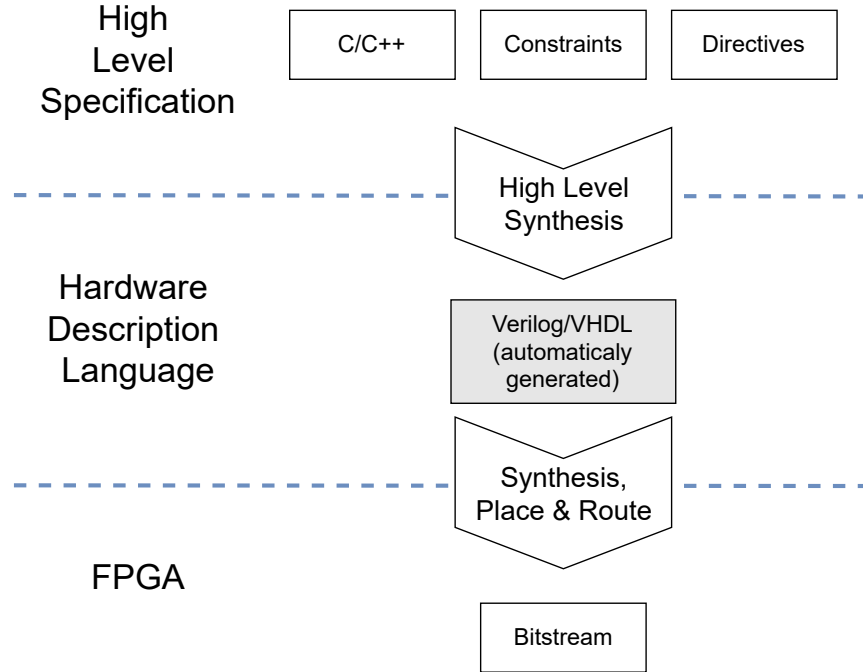 High
Level
Specification
C/C++
Constraints
Directives
High Level
Synthesis
Hardware
Description
Language
Verilog/VHDL
(automaticaly
generated)
Synthesis,
Place & Route
FPGA
Bitstream